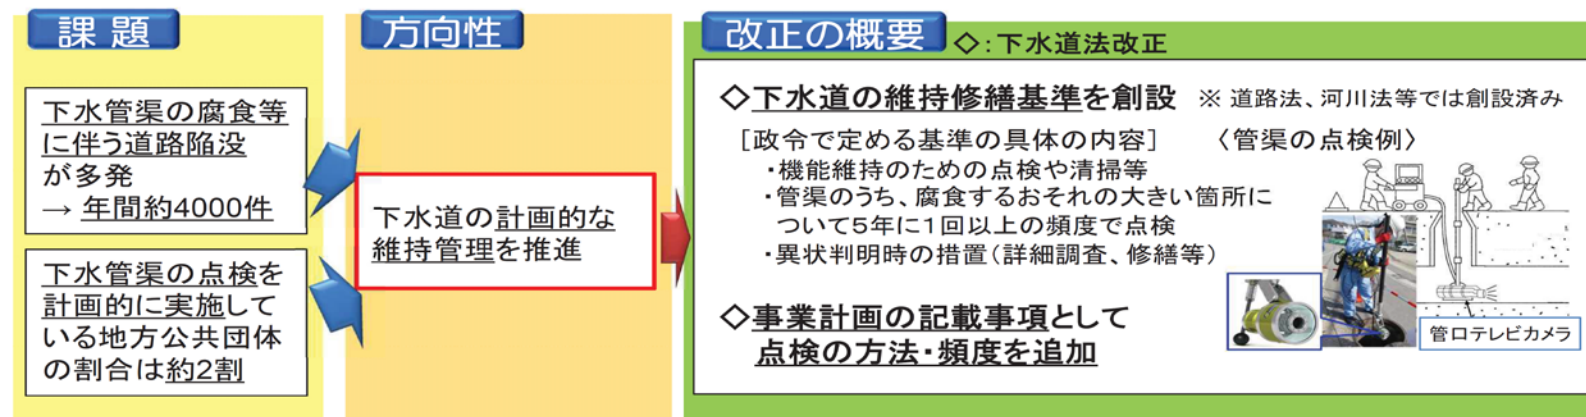 課題
下水管渠の腐食等
に伴う道路陥没
が多発
→ 年間約4000件
下水管渠の点検を
計画的に実施して
いる地方公共団体
の割合は約2割
方向性
下水道の計画的な
維持管理を推進
改正の概要 ◇:下水道法改正
◇下水道の維持修繕基準を創設 ※ 道路法、河川法等では創設済み
[政令で定める基準の具体の内容] 〈管渠の点検例〉
・機能維持のための点検や清掃等
・管渠のうち、腐食するおそれの大きい箇所に
ついて5年に1回以上の頻度で点検
・異状判明時の措置(詳細調査、修繕等)
◇事業計画の記載事項として
点検の方法・頻度を追加
管口テレビカメラ